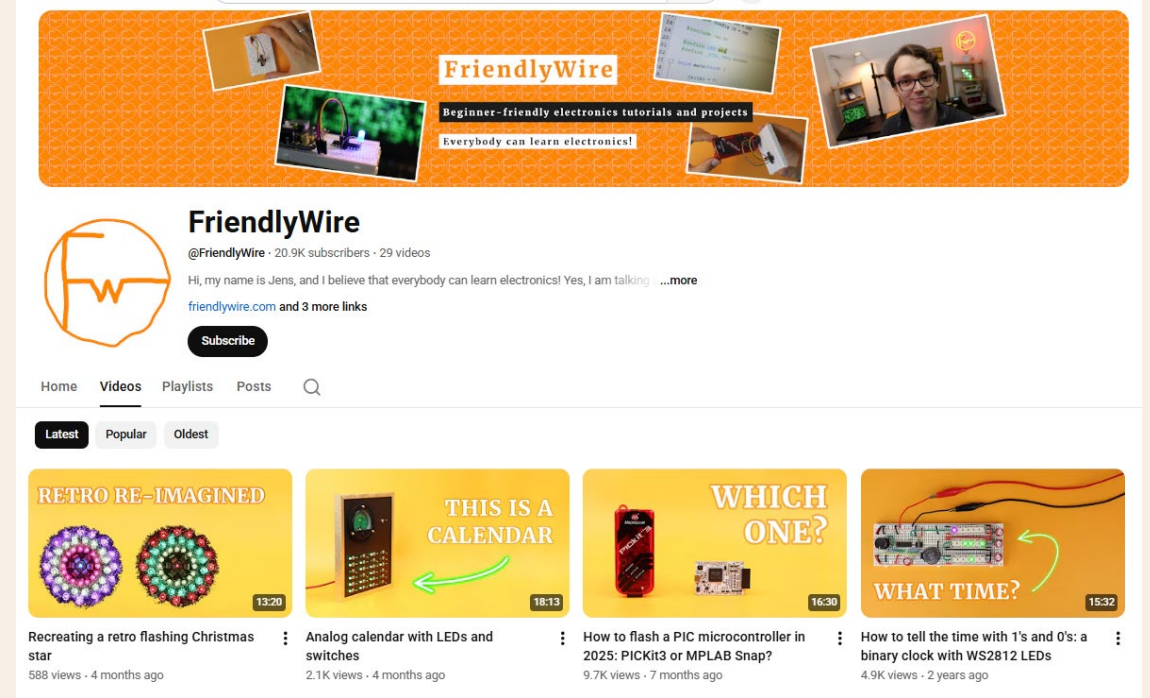 FriendlyWire
Beginner-friendly electronics tutorials and projects
Everybody can learn electronics!
FriendlyWire
@FriendlyWire · 20.9K subscribers · 29 videos
Hi, my name is Jens, and I believe that everybody can learn electronics! Yes, I am talking ...more
friendlywire.com and 3 more links
Subscribe
Home Videos Playlists Posts
Latest Popular Oldest
RETRO RE-IMAGINED
13:20
THIS IS A
CALENDAR
18:13
WHICH
ONE?
PICkit 3
16:30
WHAT TIME?
15:32
Recreating a retro flashing Christmas
star
588 views · 4 months ago
Analog calendar with LEDs and
switches
2.1K views · 4 months ago
How to flash a PIC microcontroller in
2025: PICKit3 or MPLAB Snap?
9.7K views · 7 months ago
How to tell the time with 1's and 0's: a
binary clock with WS2812 LEDs
4.9K views · 2 years ago